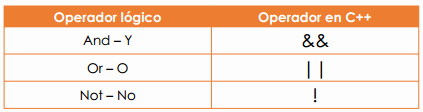 Operador lógico Operador en C++
And – Y &&
Or – O ||
Not – No !